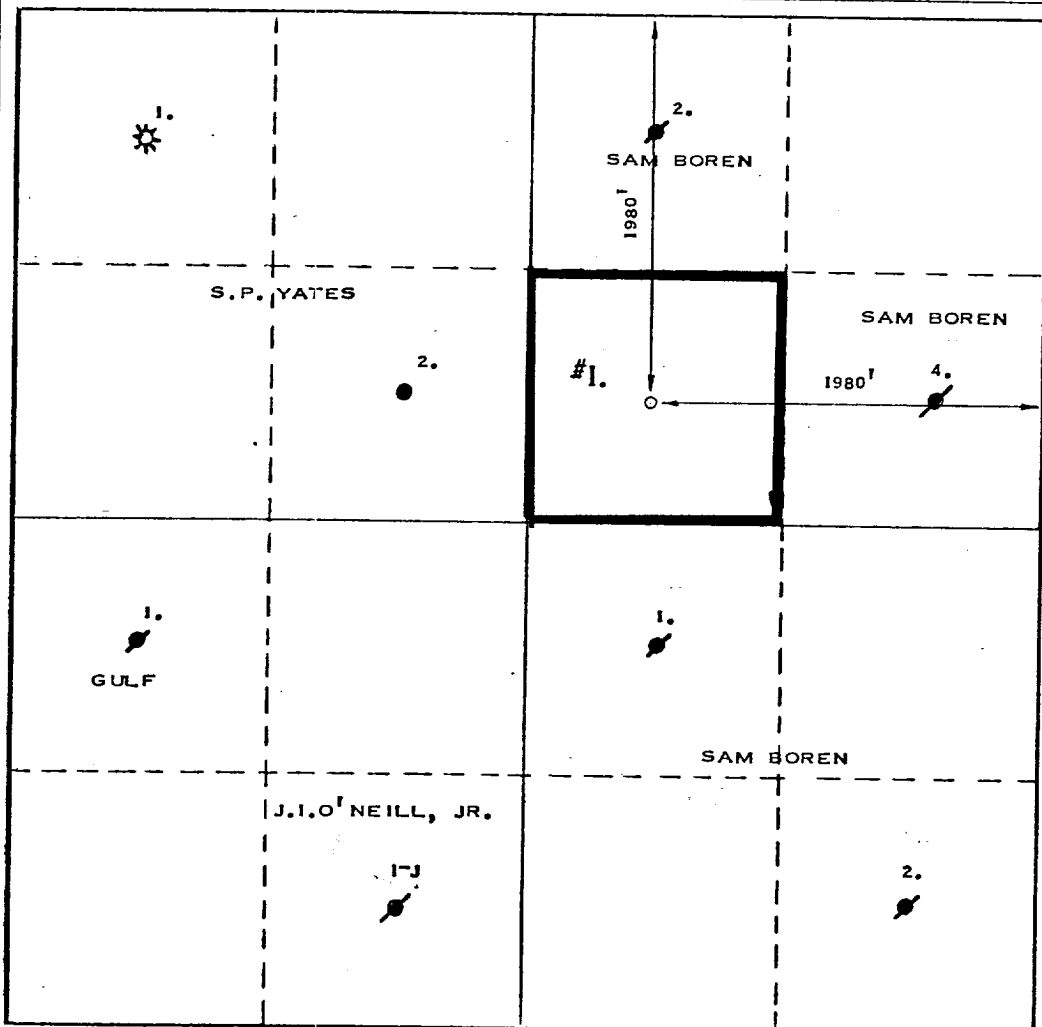 1.
2.
SAM BOREN
1980'
S.P. YATES
SAM BOREN
2.
#1.
1980'
4.
1.
1.
GULF
SAM BOREN
J.I.O'NEILL, JR.
1-J
2.